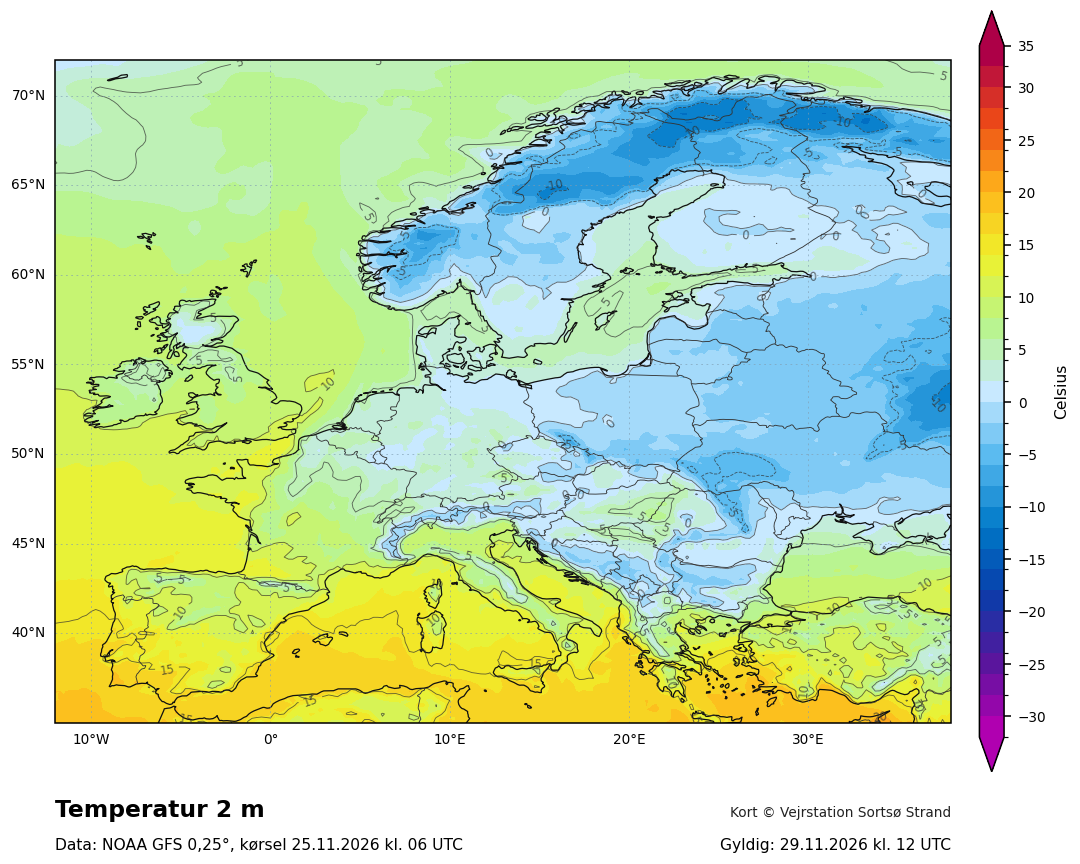 70°N
65°N
60°N
55°N
50°N
45°N
40°N
10°W
0°
10°E
20°E
30°E
35
30
25
20
15
10
5
0
−5
−10
−15
−20
−25
−30
Celsius
Temperatur 2 m
Kort © Vejrstation Sortsø Strand
Data: NOAA GFS 0,25°, kørsel 25.11.2026 kl. 06 UTC
Gyldig: 29.11.2026 kl. 12 UTC